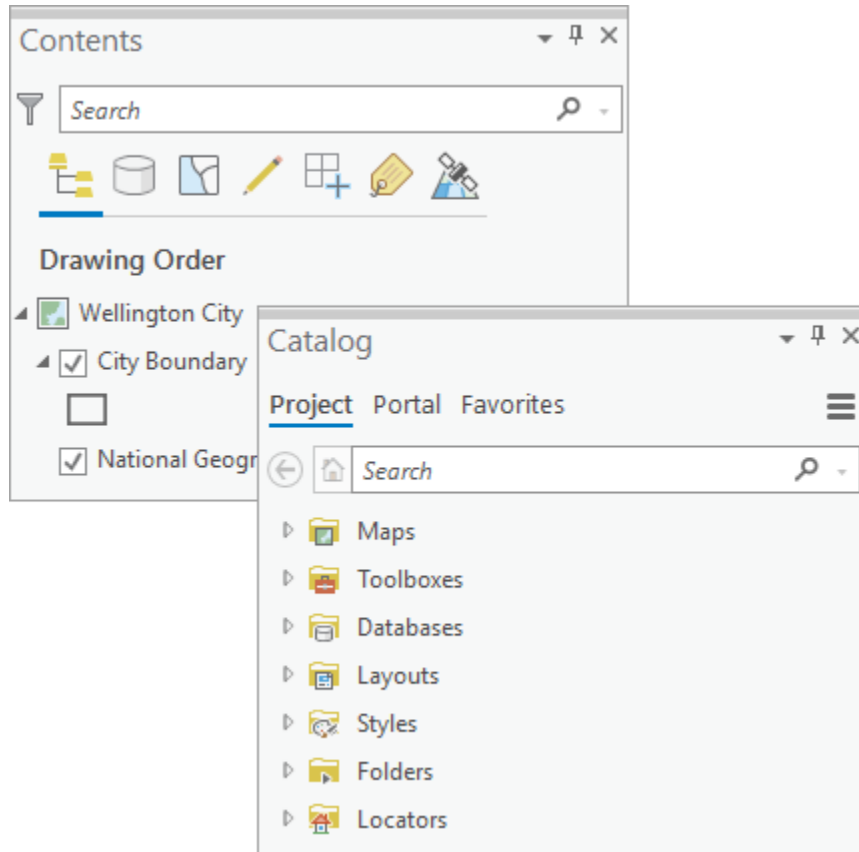 Contents
Search
Drawing Order
Wellington City
City Boundary
National Geogr
Catalog
Project Portal Favorites
Search
Maps
Toolboxes
Databases
Layouts
Styles
Folders
Locators